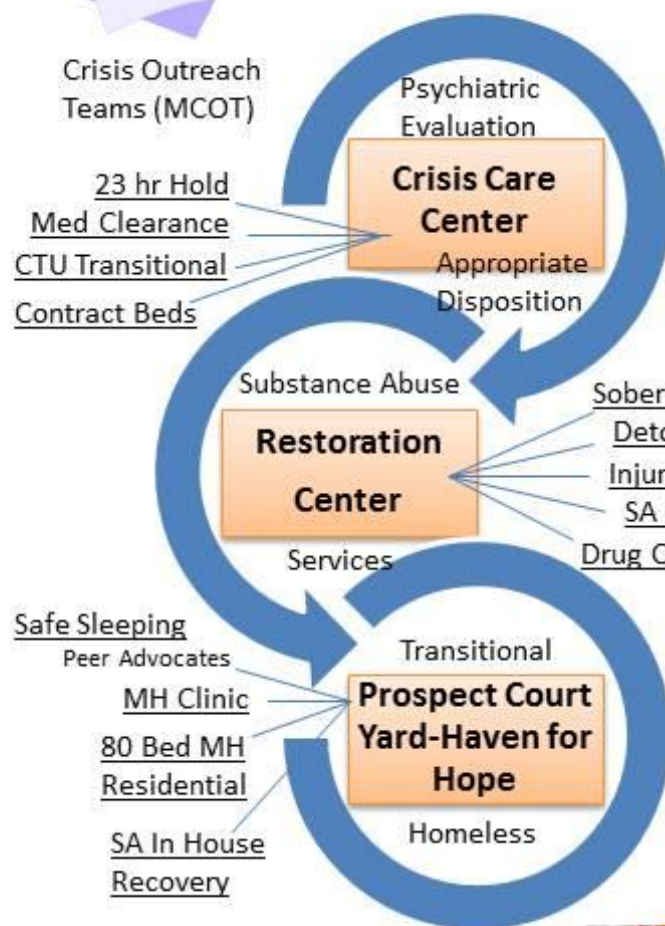 Crisis Outreach
Teams (MCOT)
Psychiatric
Evaluation
Crisis Care
Center
Appropriate
Disposition
23 hr Hold
Med Clearance
CTU Transitional
Contract Beds
Substance Abuse
Restoration
Center
Services
SA
Drug
Safe Sleeping
Peer Advocates
MH Clinic
80 Bed MH
Residential
SA In House
Recovery
Transitional
Prospect Court
Yard-Haven for
Hope
Homeless